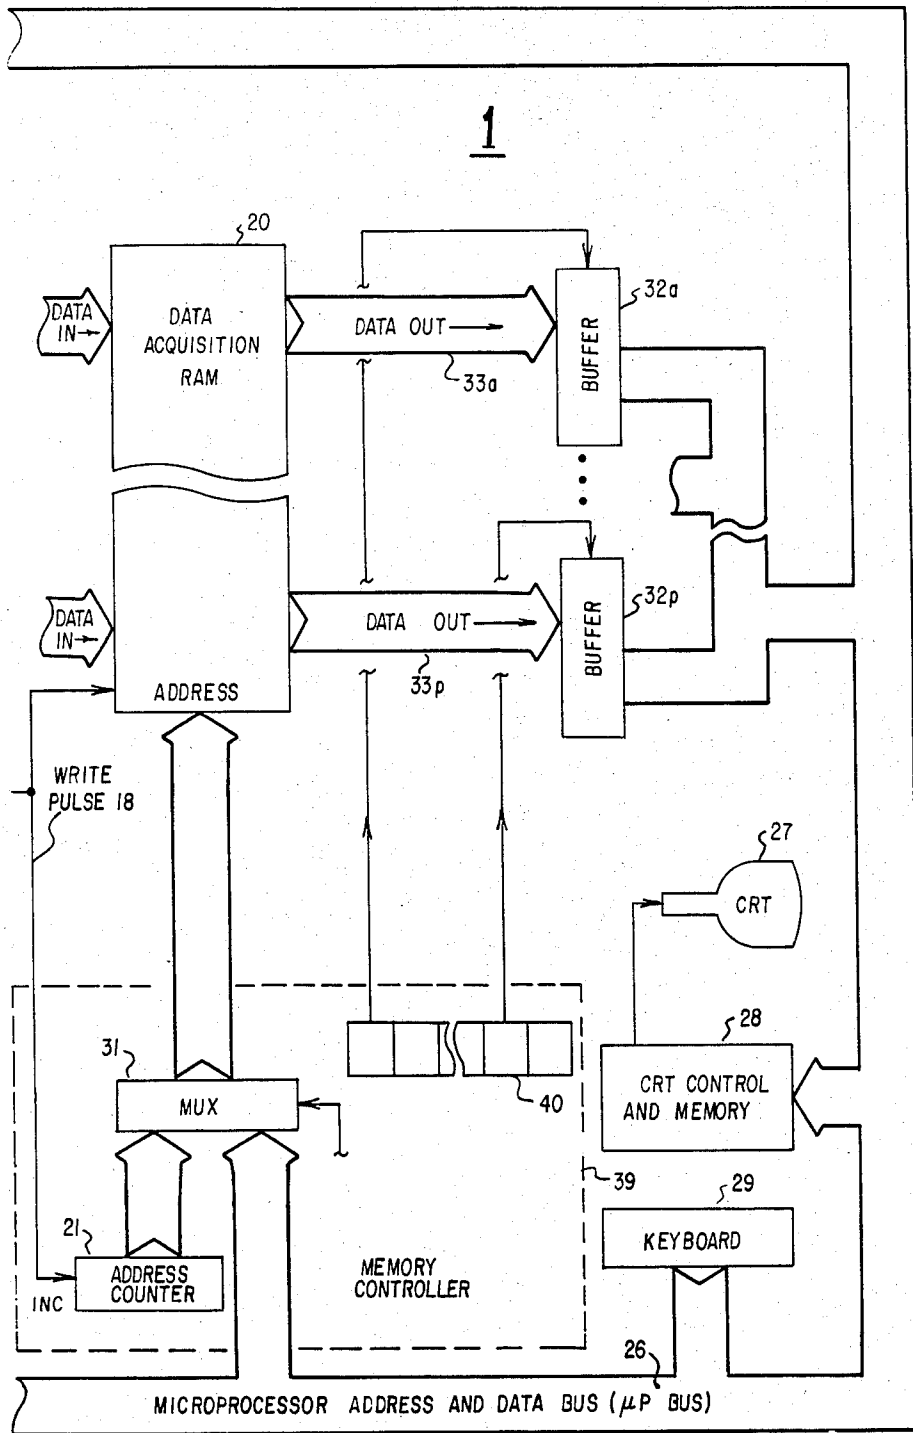 1
20
DATA
IN→
DATA
ACQUISITION
RAM
DATA OUT→
33a
32a
BUFFER
DATA
IN→
DATA OUT→
33p
32p
BUFFER
ADDRESS
WRITE
PULSE 18
27
CRT
31
MUX
40
28
CRT CONTROL
AND MEMORY
39
29
KEYBOARD
21
ADDRESS
COUNTER
INC
MEMORY
CONTROLLER
26
MICROPROCESSOR ADDRESS AND DATA BUS (μP BUS)